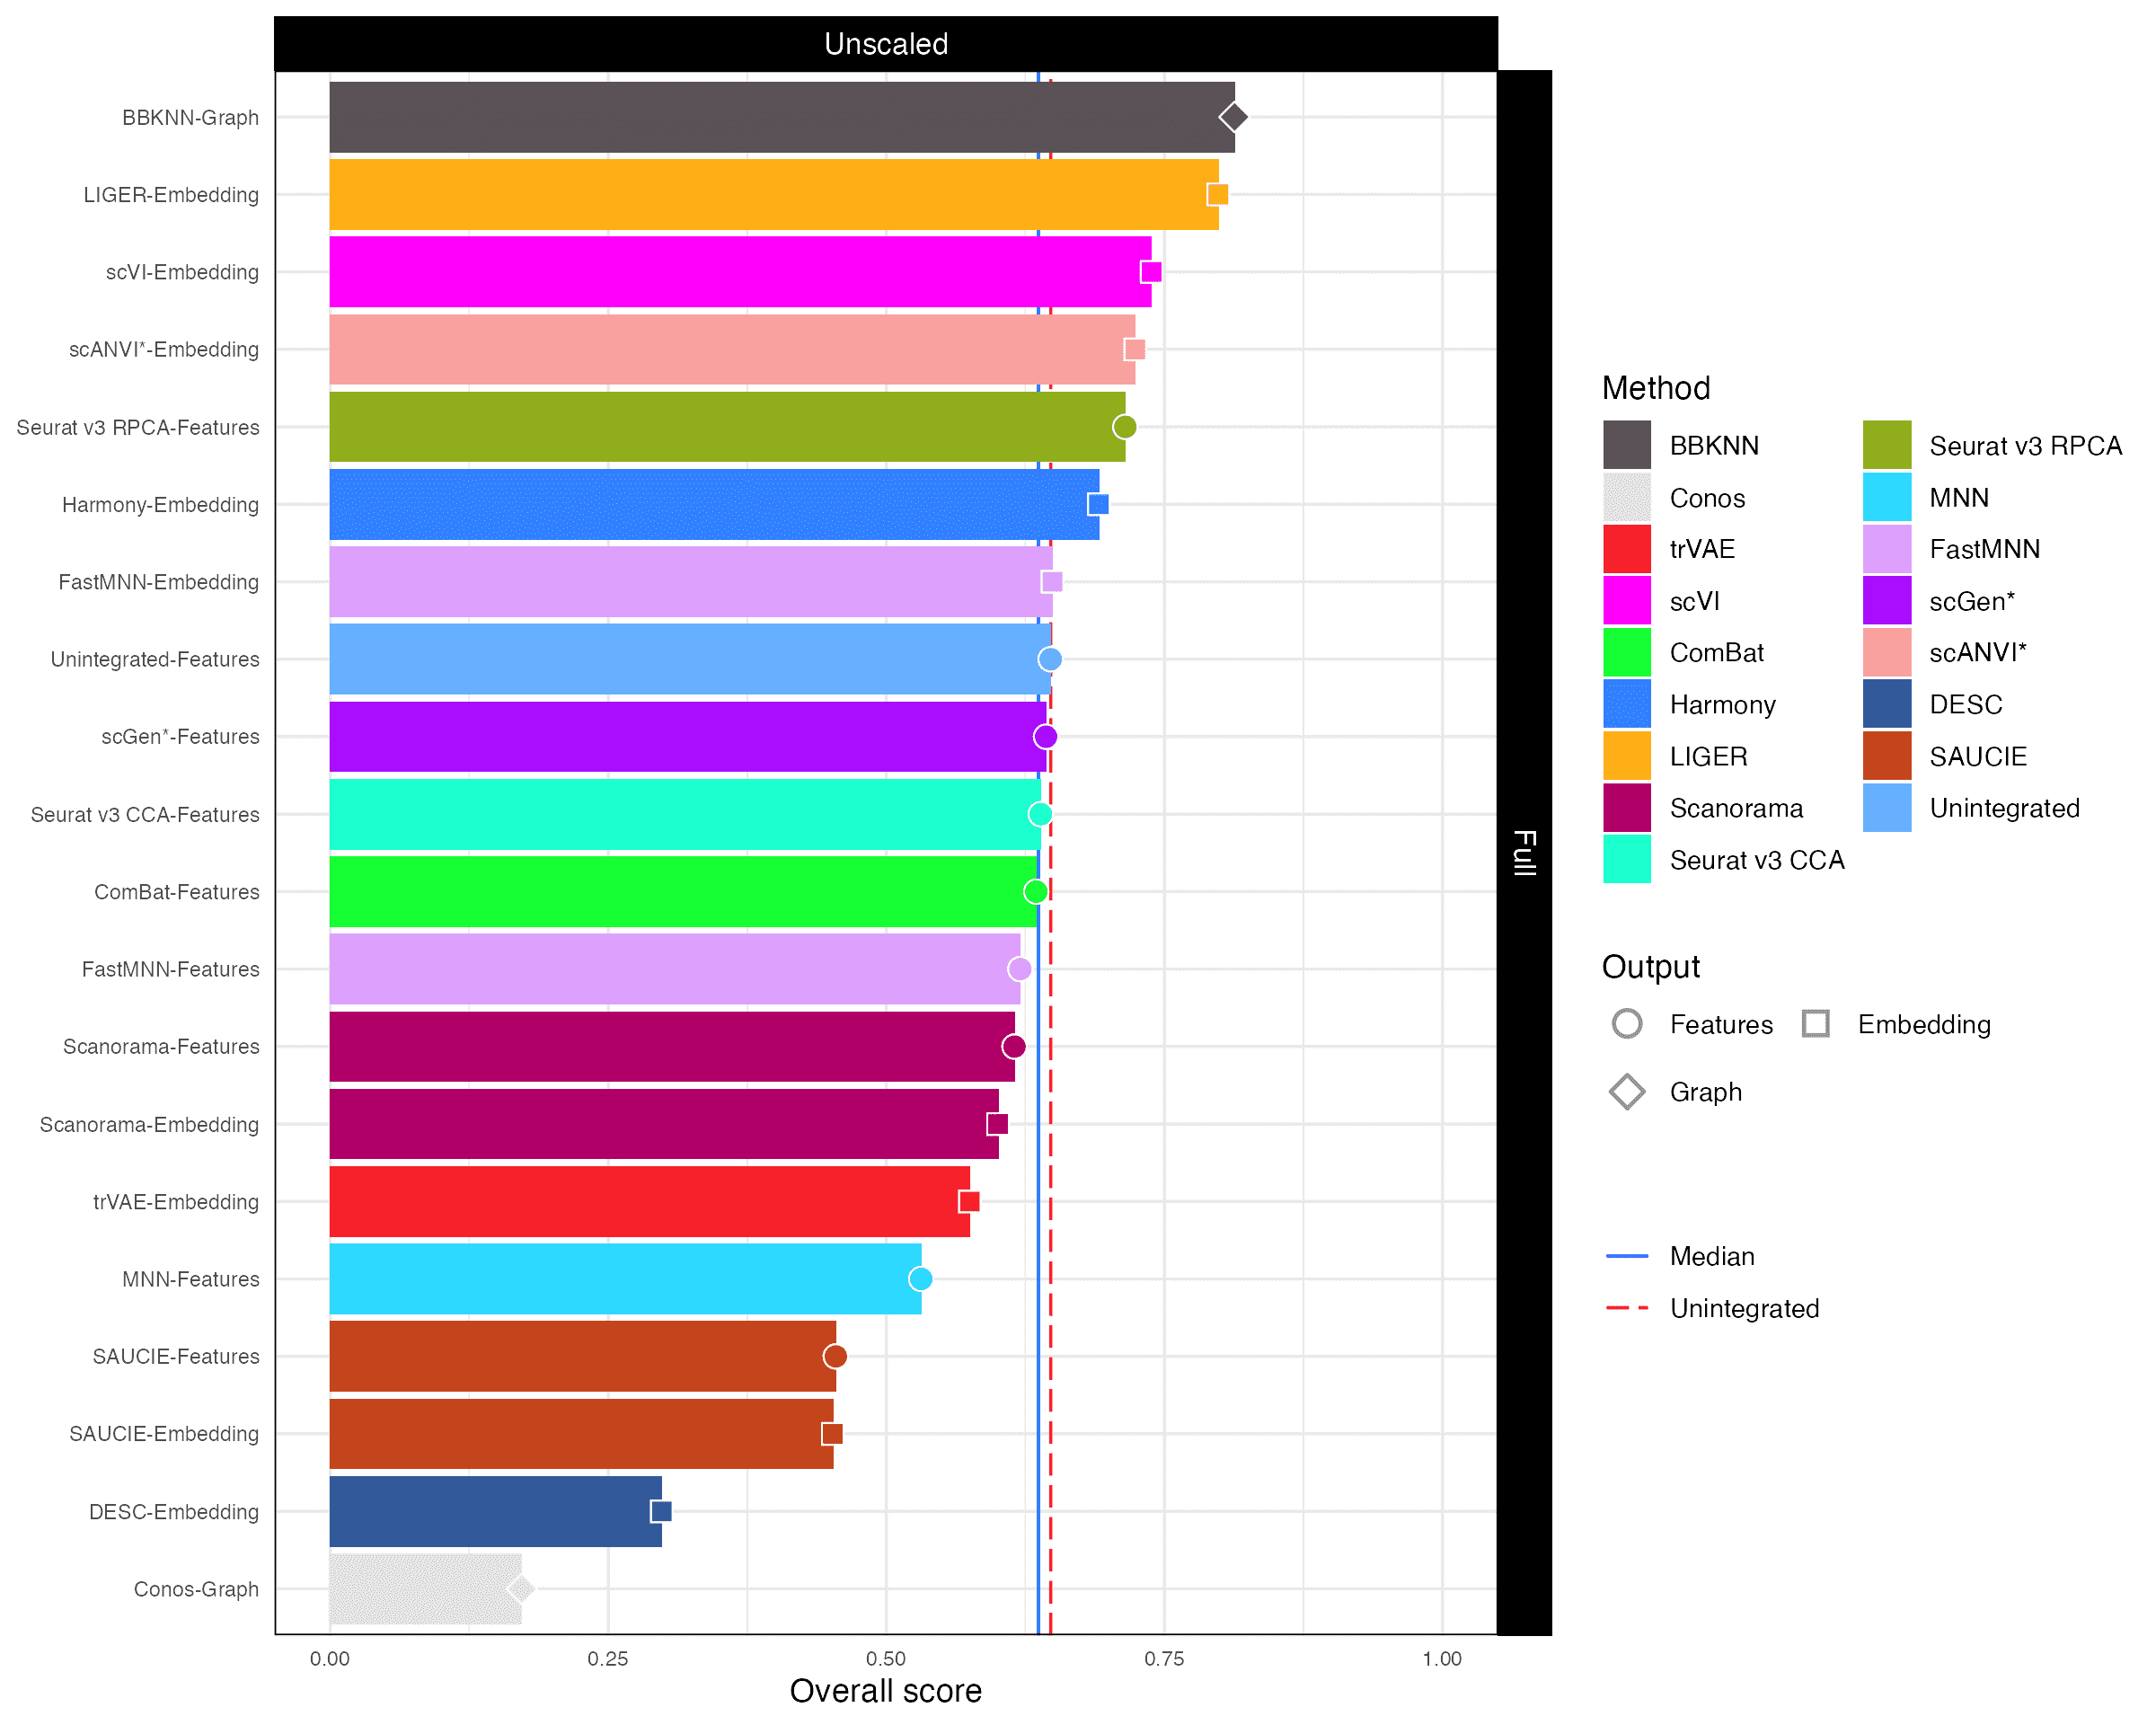 Unscaled
BBKNN-Graph
LIGER-Embedding
scVI-Embedding
scANVI*-Embedding
Seurat v3 RPCA-Features
Harmony-Embedding
FastMNN-Embedding
Unintegrated-Features
scGen*-Features
Seurat v3 CCA-Features
ComBat-Features
FastMNN-Features
Scanorama-Features
Scanorama-Embedding
trVAE-Embedding
MNN-Features
SAUCIE-Features
SAUCIE-Embedding
DESC-Embedding
Conos-Graph
0.00 0.25 0.50 0.75 1.00
Overall score
Full
Method
BBKNN
Conos
trVAE
scVI
ComBat
Harmony
LIGER
Scanorama
Seurat v3 CCA
Seurat v3 RPCA
MNN
FastMNN
scGen*
scANVI*
DESC
SAUCIE
Unintegrated
Output
Features Embedding
Graph
Median
Unintegrated